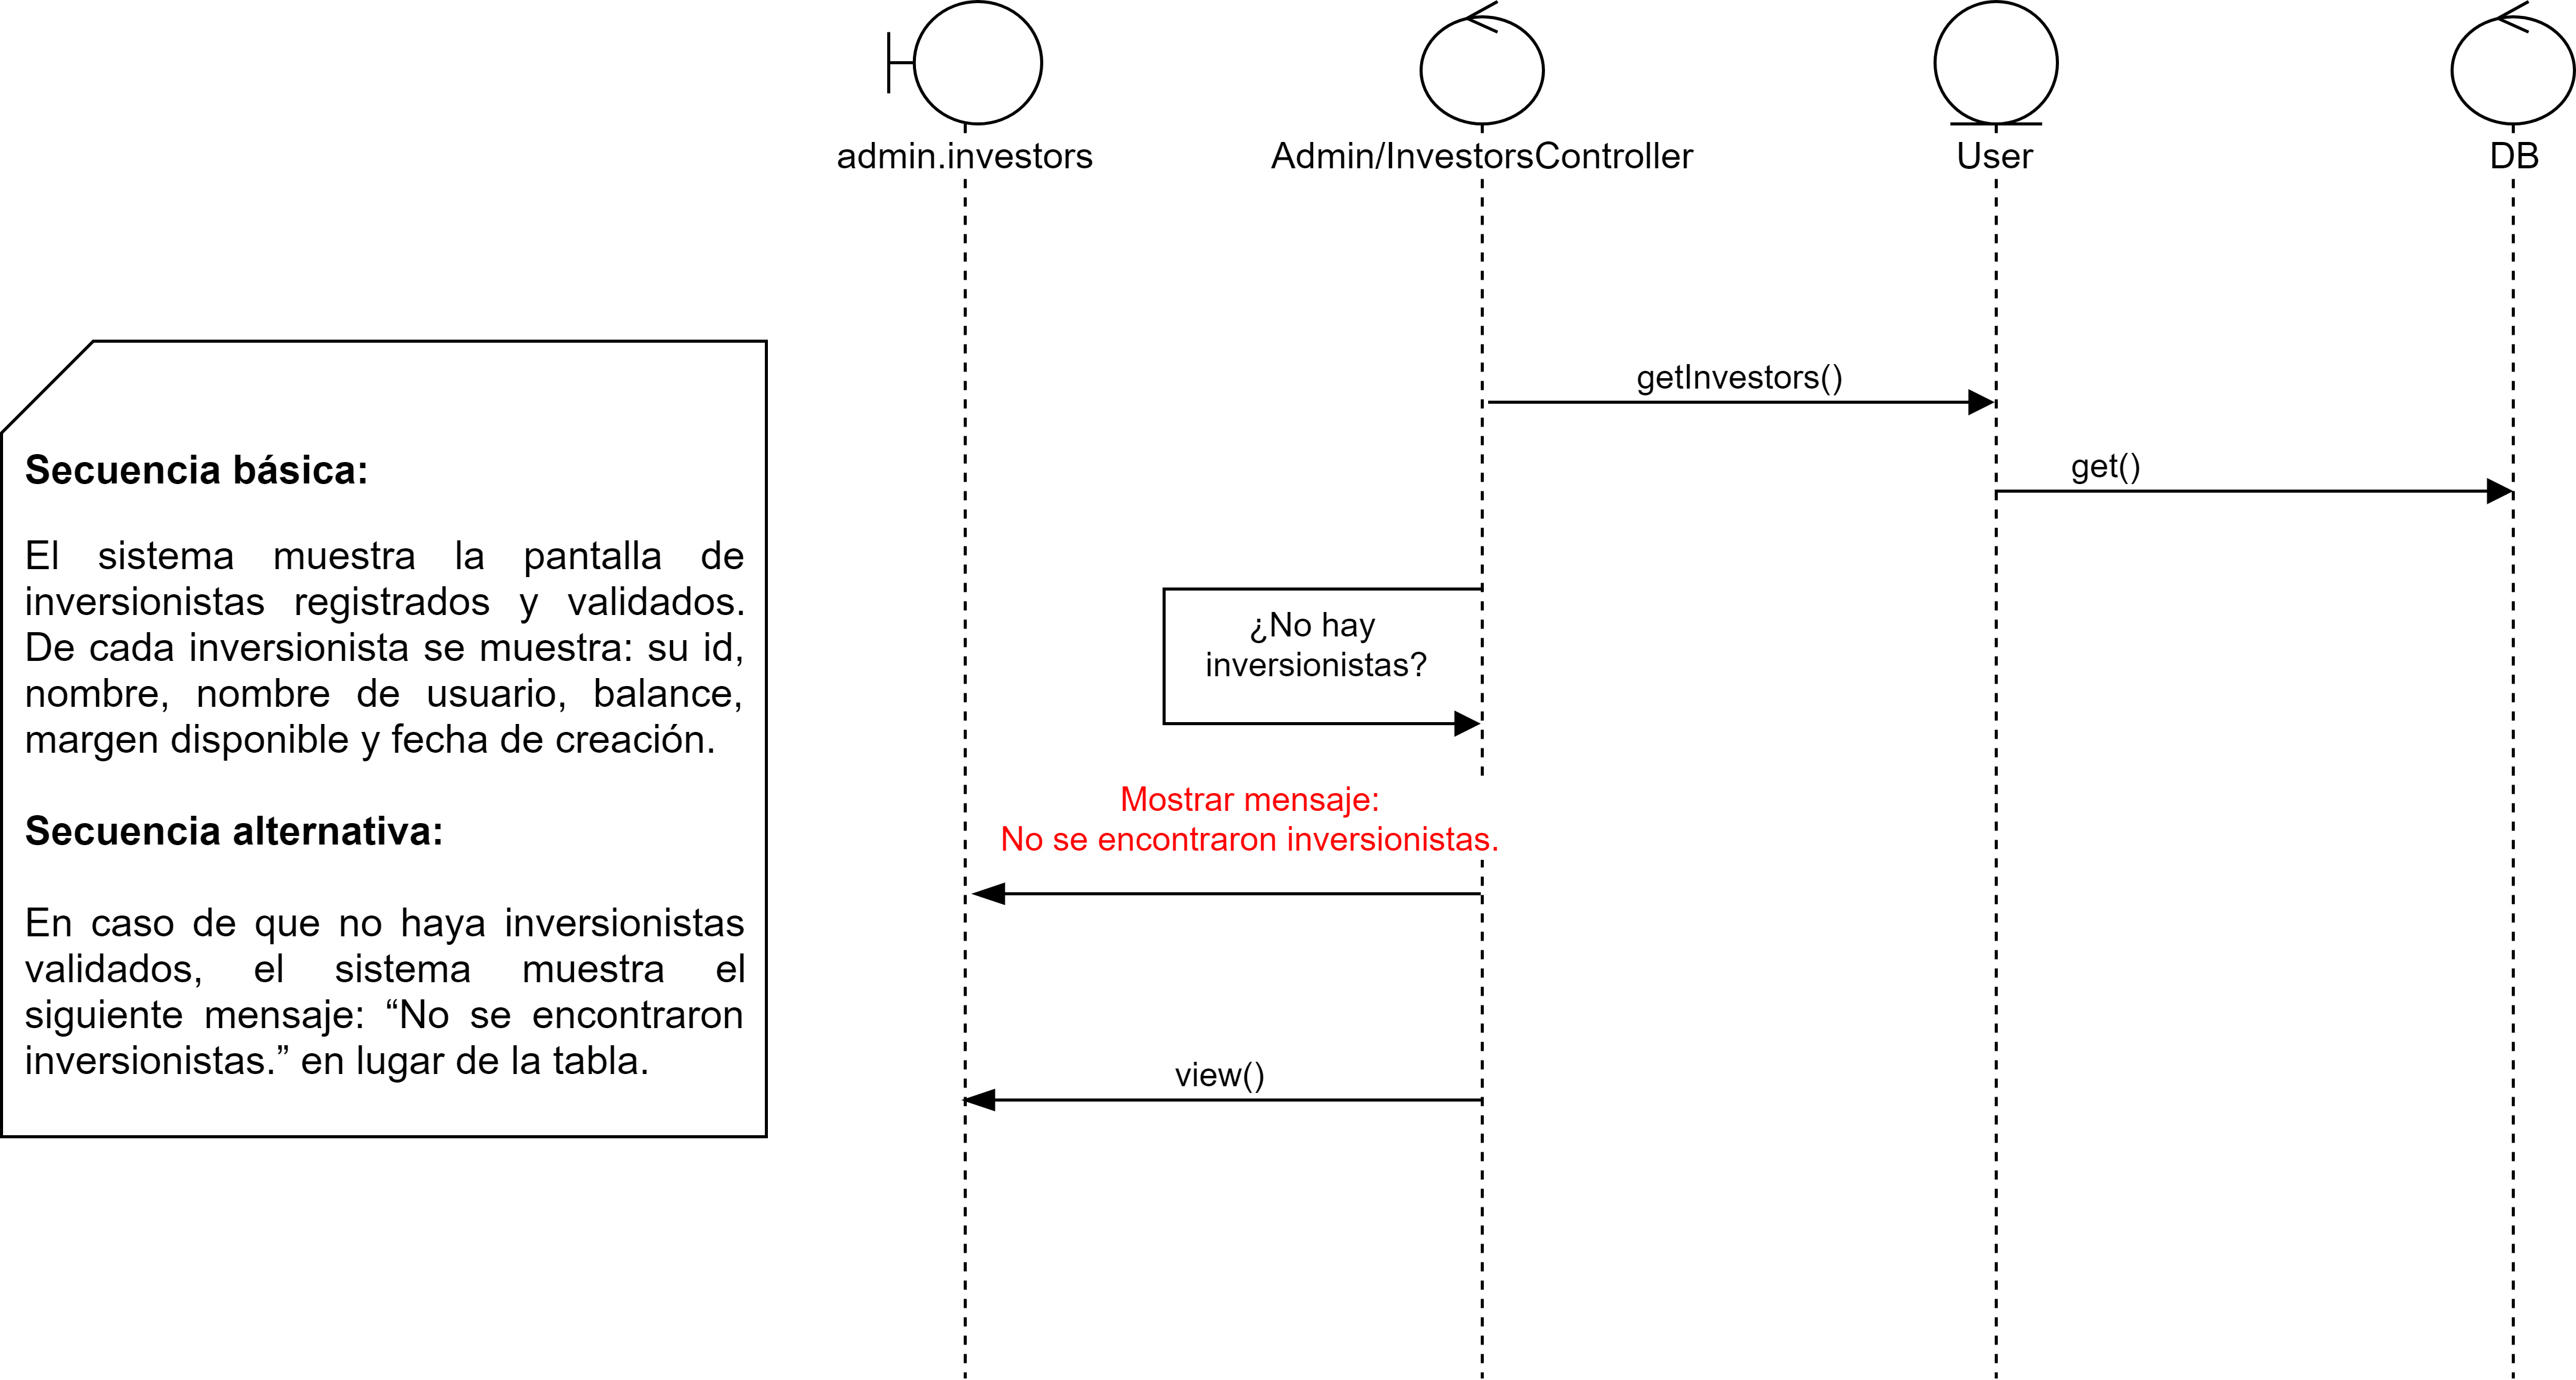 admin.investors
Admin/InvestorsController
User
DB
Secuencia básica:
El sistema muestra la pantalla de
inversionistas registrados y validados.
De cada inversionista se muestra: su id,
nombre, nombre de usuario, balance,
margen disponible y fecha de creación.
Secuencia alternativa:
En caso de que no haya inversionistas
validados, el sistema muestra el
siguiente mensaje: “No se encontraron
inversionistas.” en lugar de la tabla.
getInvestors()
get()
¿No hay
inversionistas?
Mostrar mensaje:
No se encontraron inversionistas.
view()